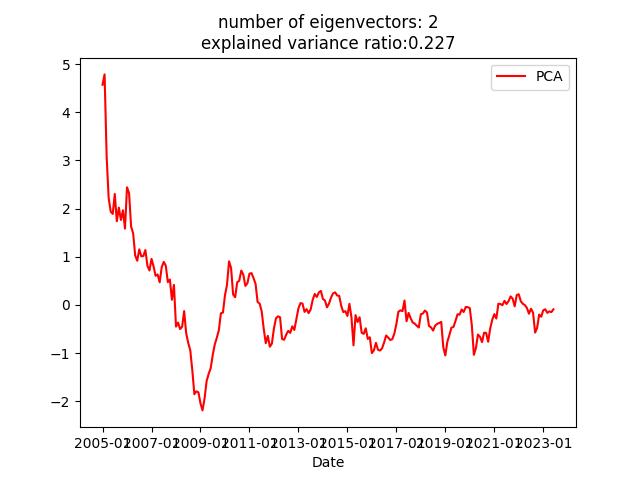 number of eigenvectors: 2
explained variance ratio:0.227
PCA
5
4
3
2
1
0
−1
−2
2005-01 2007-01 2009-01 2011-01 2013-01 2015-01 2017-01 2019-01 2021-01 2023-01
Date